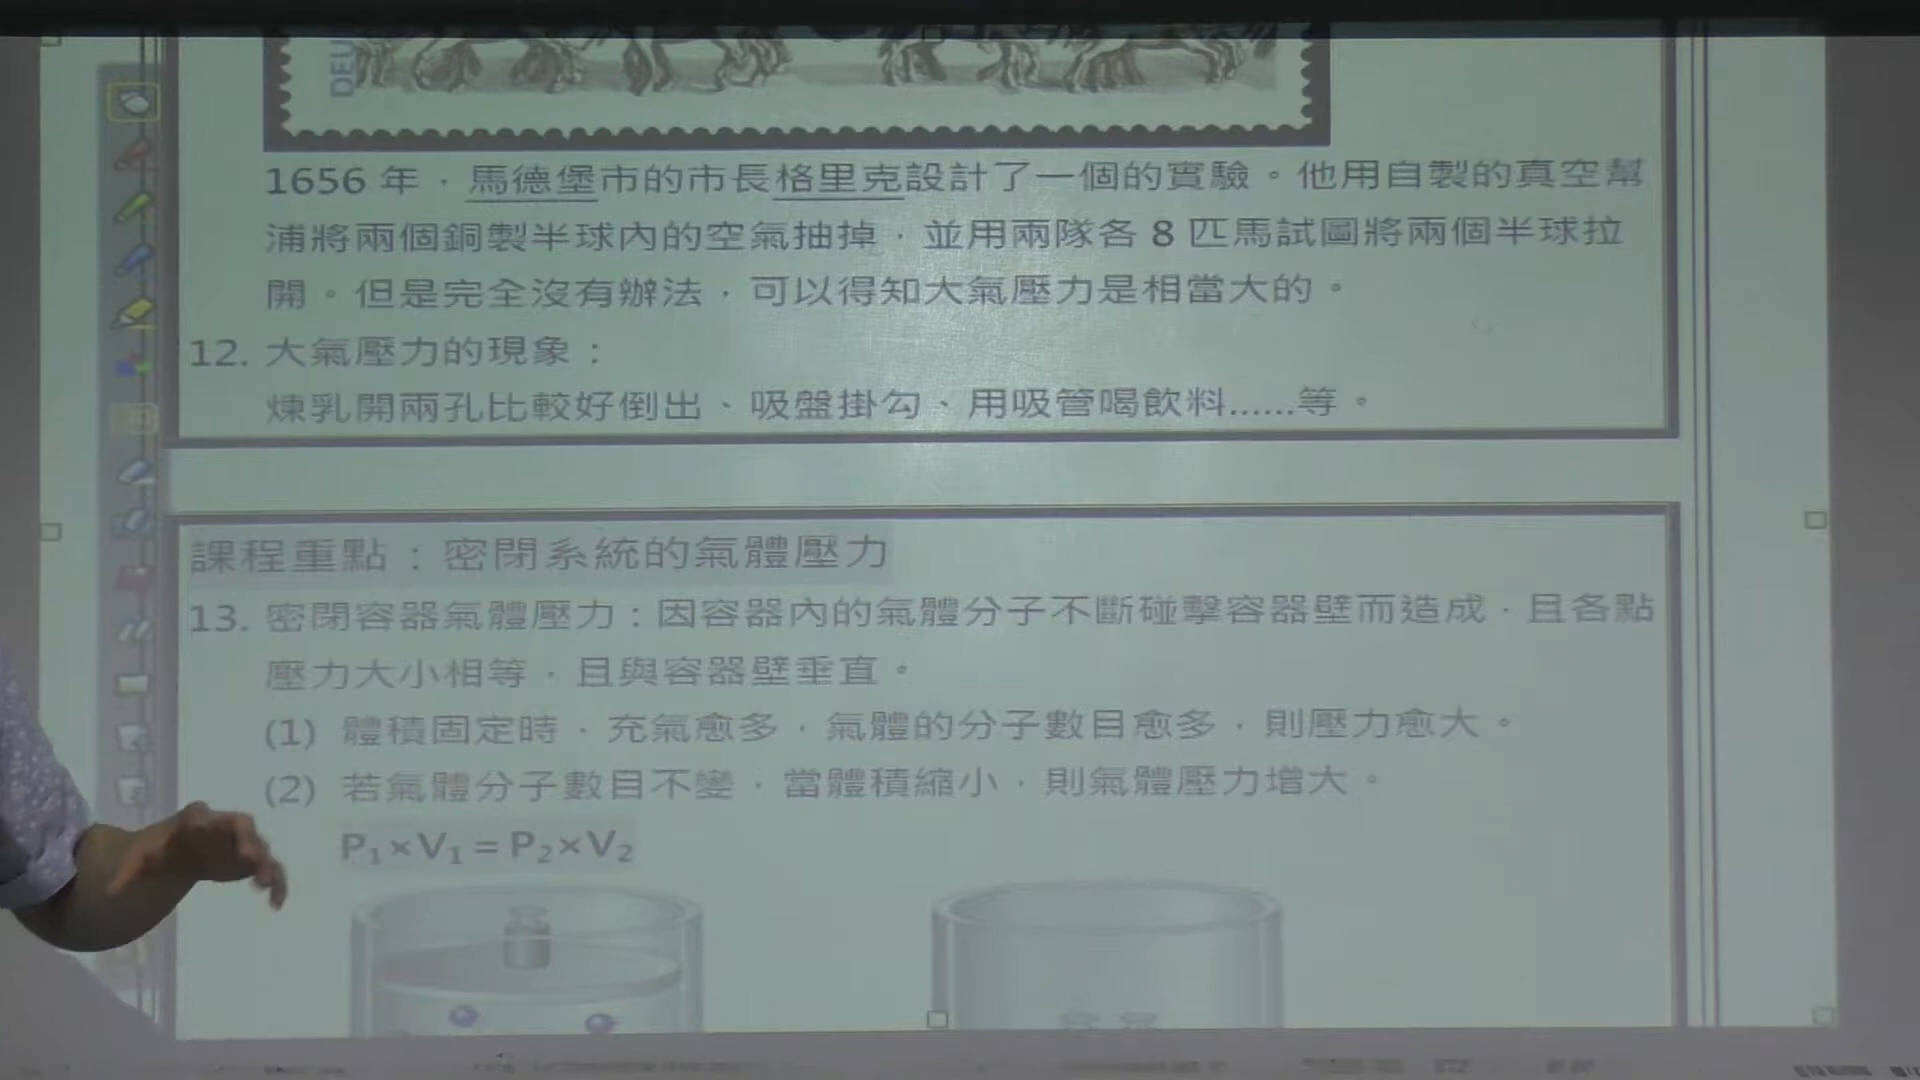 DEU
1656 年，馬德堡市的市長格里克設計了一個的實驗。他用自製的真空幫
浦將兩個銅製半球內的空氣抽掉，並用兩隊各 8 匹馬試圖將兩個半球拉
開。但是完全沒有辦法，可以得知大氣壓力是相當大的。
12. 大氣壓力的現象：
煉乳開兩孔比較好倒出、吸盤掛勾、用吸管喝飲料......等。
課程重點：密閉系統的氣體壓力
13. 密閉容器氣體壓力：因容器內的氣體分子不斷碰擊容器壁而造成，且各點
壓力大小相等，且與容器壁垂直。
(1) 體積固定時，充氣愈多，氣體的分子數目愈多，則壓力愈大。
(2) 若氣體分子數目不變，當體積縮小，則氣體壓力增大。
P₁×V₁＝P₂×V₂